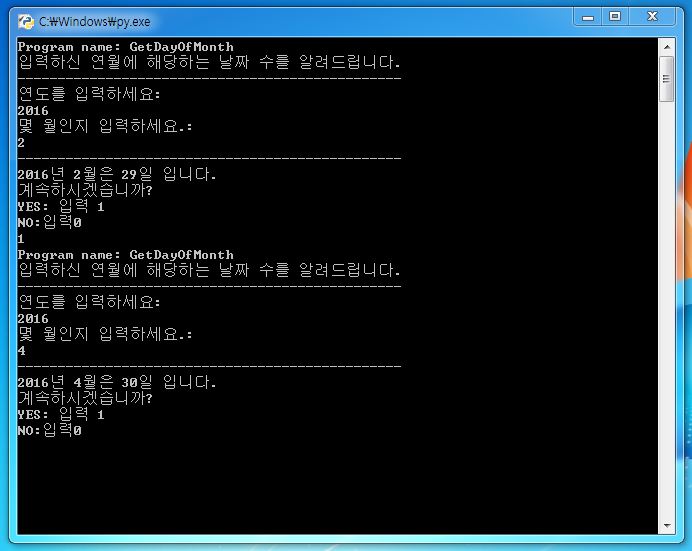 C:₩Windows₩py.exe
Program name: GetDayOfMonth
입력하신 연월에 해당하는 날짜 수를 알려드립니다.
------------------------------------------------
연도를 입력하세요:
2016
몇 월인지 입력하세요.:
2
------------------------------------------------
2016년 2월은 29일 입니다.
계속하시겠습니까?
YES: 입력 1
NO:입력0
1
Program name: GetDayOfMonth
입력하신 연월에 해당하는 날짜 수를 알려드립니다.
------------------------------------------------
연도를 입력하세요:
2016
몇 월인지 입력하세요.:
4
------------------------------------------------
2016년 4월은 30일 입니다.
계속하시겠습니까?
YES: 입력 1
NO:입력0